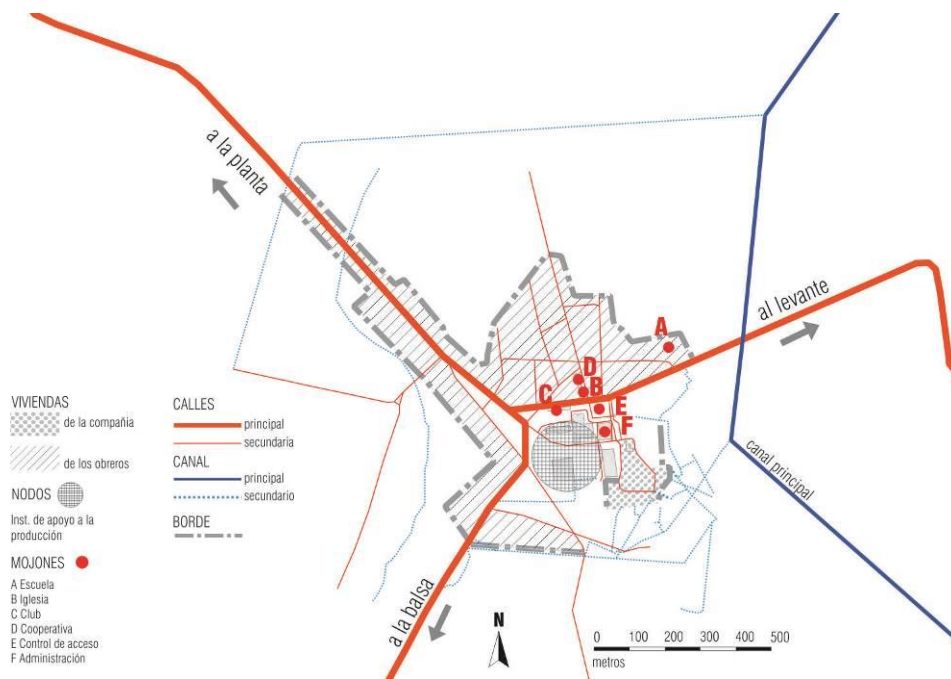 a la planta
al levante
a la balsa
canal principal
A
D
B
C
E
F
VIVIENDAS
de la compañia
de los obreros
NODOS
Inst. de apoyo a la
producción
MOJONES
A Escuela
B Iglesia
C Club
D Cooperativa
E Control de acceso
F Administración
CALLES
principal
secundaria
CANAL
principal
secundario
BORDE
N
0 100 200 300 400 500
metros